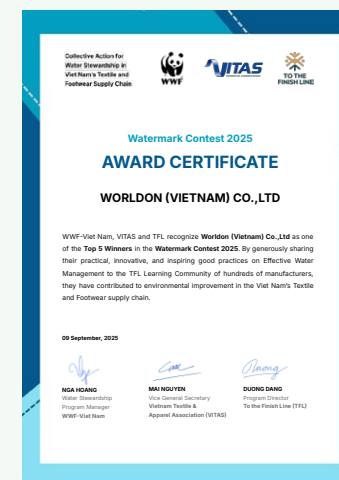 Collective Action for
Water Stewardship in
Viet Nam's Textile and
Footwear Supply Chain
WWF
VITAS
TO THE
FINISH LINE
Watermark Contest 2025
AWARD CERTIFICATE
WORLDON (VIETNAM) CO.,LTD
WWF-Viet Nam, VITAS and TFL recognize Worldon (Vietnam) Co.,Ltd as one
of the Top 5 Winners in the Watermark Contest 2025. By generously sharing
their practical, innovative, and inspiring good practices on Effective Water
Management to the TFL Learning Community of hundreds of manufacturers,
they have contributed to environmental improvement in the Viet Nam's Textile
and Footwear supply chain.
09 September, 2025
NGA HOANG
Water Stewardship
Program Manager
WWF-Viet Nam
MAI NGUYEN
Vice General Secretary
Vietnam Textile &
Apparel Association (VITAS)
DUONG DANG
Program Director
To the Finish Line (TFL)